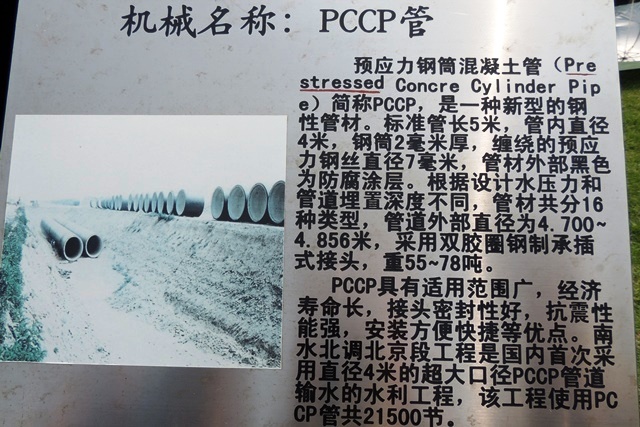 机械名称：PCCP管
预应力钢筒混凝土管（Pre
stressed Concre Cylinder Pip
e）简称PCCP，是一种新型的钢
性管材。标准管长5米，管内直径
4米，钢筒2毫米厚，缠绕的预应
力钢丝直径7毫米，管材外部黑色
为防腐涂层。根据设计水压力和
管道埋置深度不同，管材共分16
种类型，管道外部直径为4.700~
4.856米，采用双胶圈钢制承插
式接头，重55~78吨。
PCCP具有适用范围广，经济
寿命长，接头密封性好，抗震性
能强，安装方便快捷等优点。南
水北调北京段工程是国内首次采
用直径4米的超大口径PCCP管道
输水的水利工程，该工程使用PC
CP管共21500节。